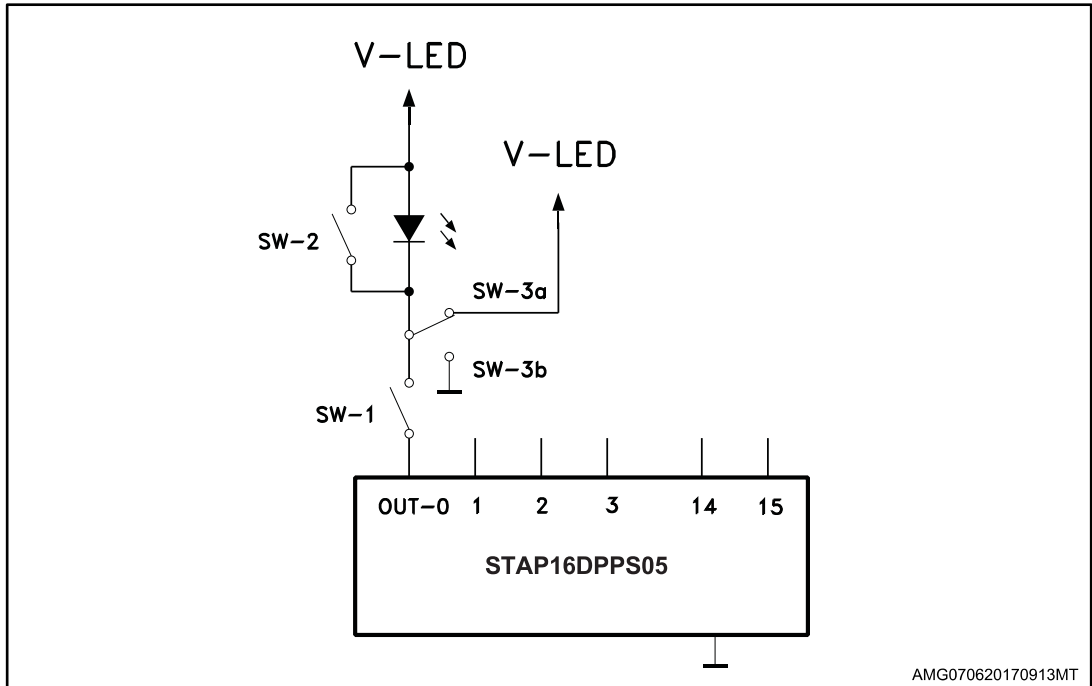 V-LED
V-LED
SW-2
SW-3a
SW-3b
SW-1
OUT-0 1 2 3 14 15
STAP16DPPS05
AMG070620170913MT